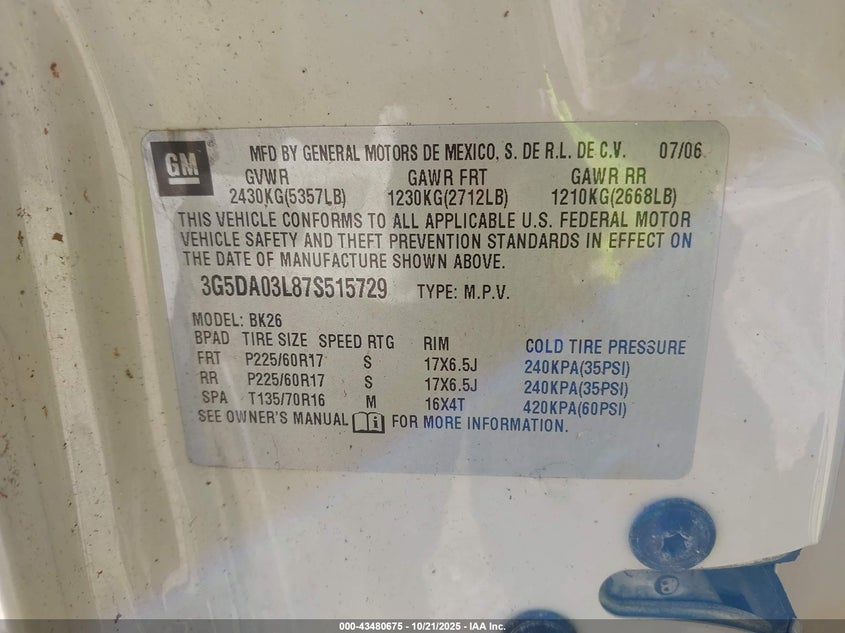 GM
MFD BY GENERAL MOTORS DE MEXICO, S. DE R.L. DE C.V. 07/06
GVWR GAWR FRT GAWR RR
2430KG(5357LB) 1230KG(2712LB) 1210KG(2668LB)
THIS VEHICLE CONFORMS TO ALL APPLICABLE U.S. FEDERAL MOTOR
VEHICLE SAFETY AND THEFT PREVENTION STANDARDS IN EFFECT ON
THE DATE OF MANUFACTURE SHOWN ABOVE.
3G5DA03L87S515729 TYPE: M.P.V.
MODEL: BK26
BPAD TIRE SIZE SPEED RTG RIM COLD TIRE PRESSURE
FRT P225/60R17 S 17X6.5J 240KPA(35PSI)
RR P225/60R17 S 17X6.5J 240KPA(35PSI)
SPA T135/70R16 M 16X4T 420KPA(60PSI)
SEE OWNER'S MANUAL i FOR MORE INFORMATION.
000-43480675 - 10/21/2025 - IAA Inc.